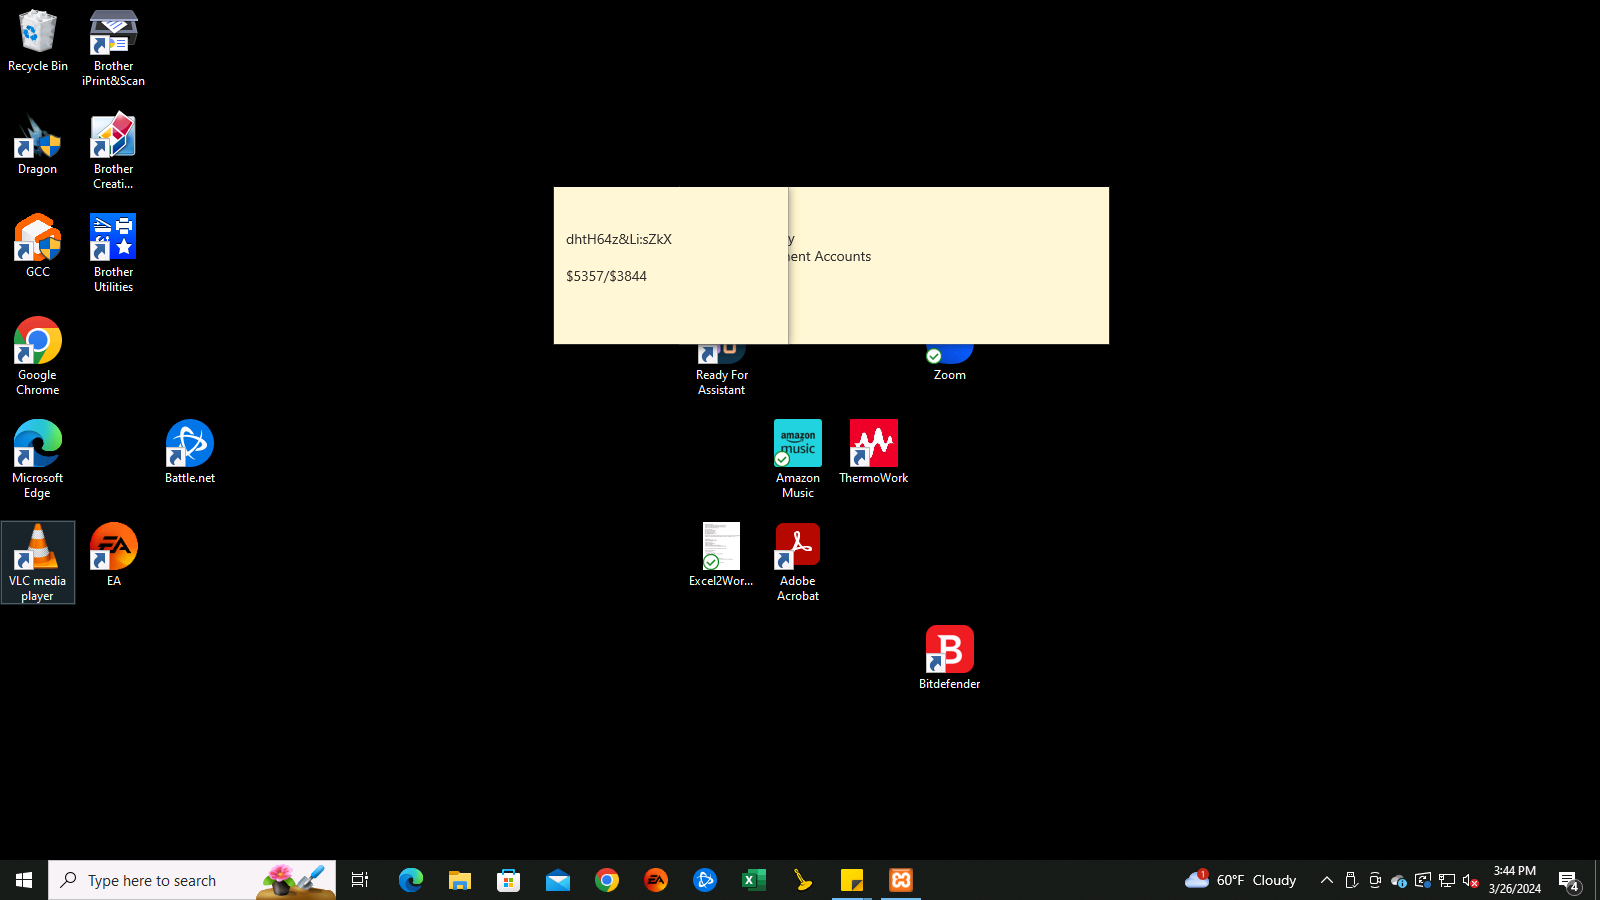 Recycle Bin
Brother
iPrint&Scan
Dragon
Brother
Creati...
GCC
Brother
Utilities
Google
Chrome
Microsoft
Edge
Battle.net
VLC media
player
EA
dhtH64z&Li:sZkX
$5357/$3844
y
ent Accounts
Ready For
Assistant
Zoom
amazon
music
Amazon
Music
ThermoWork
Excel2Wor...
Adobe
Acrobat
B
Bitdefender
Type here to search
EA
1
60°F Cloudy
3:44 PM
3/26/2024
4